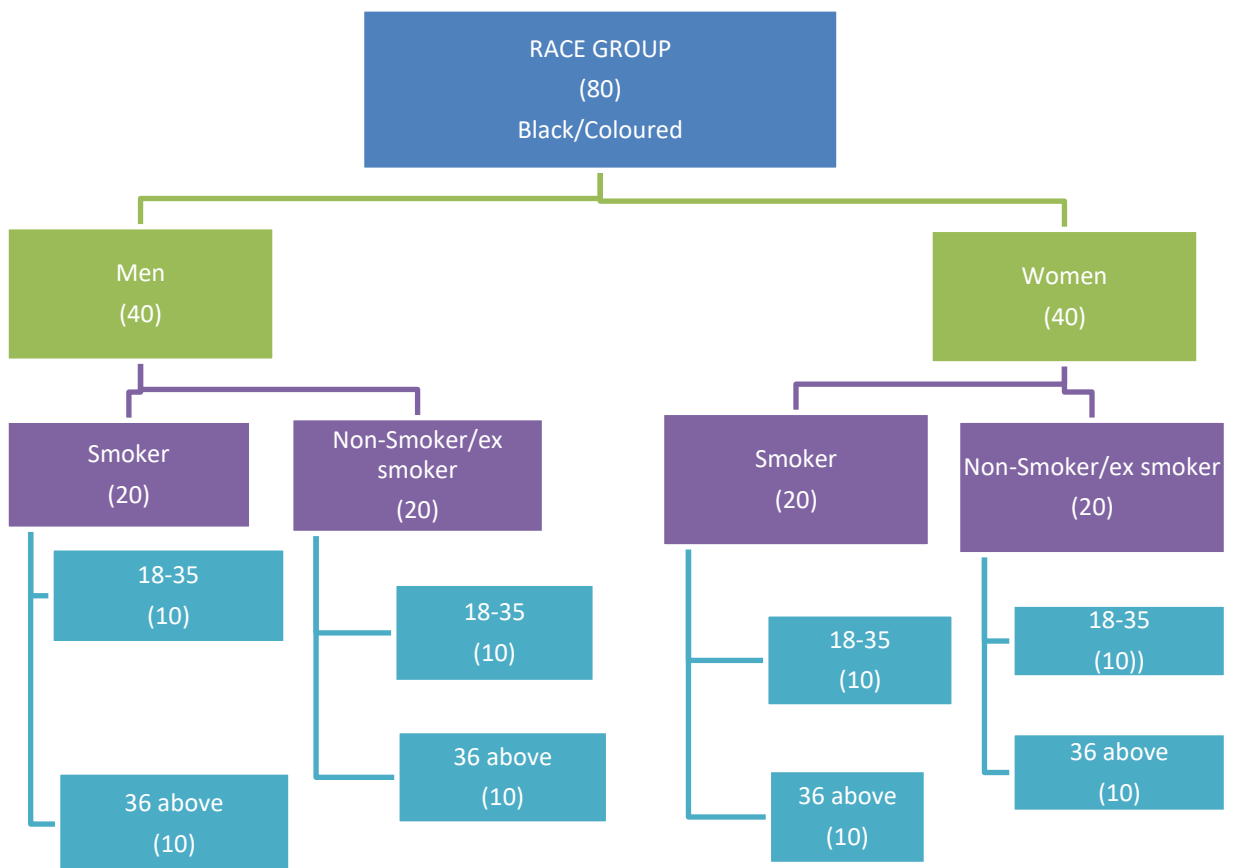 RACE GROUP
(80)
Black/Coloured
Men
(40)
Women
(40)
Smoker
(20)
Non-Smoker/ex
smoker
(20)
Smoker
(20)
Non-Smoker/ex smoker
(20)
18-35
(10)
36 above
(10)
18-35
(10)
36 above
(10)
18-35
(10)
36 above
(10)
18-35
(10))
36 above
(10)